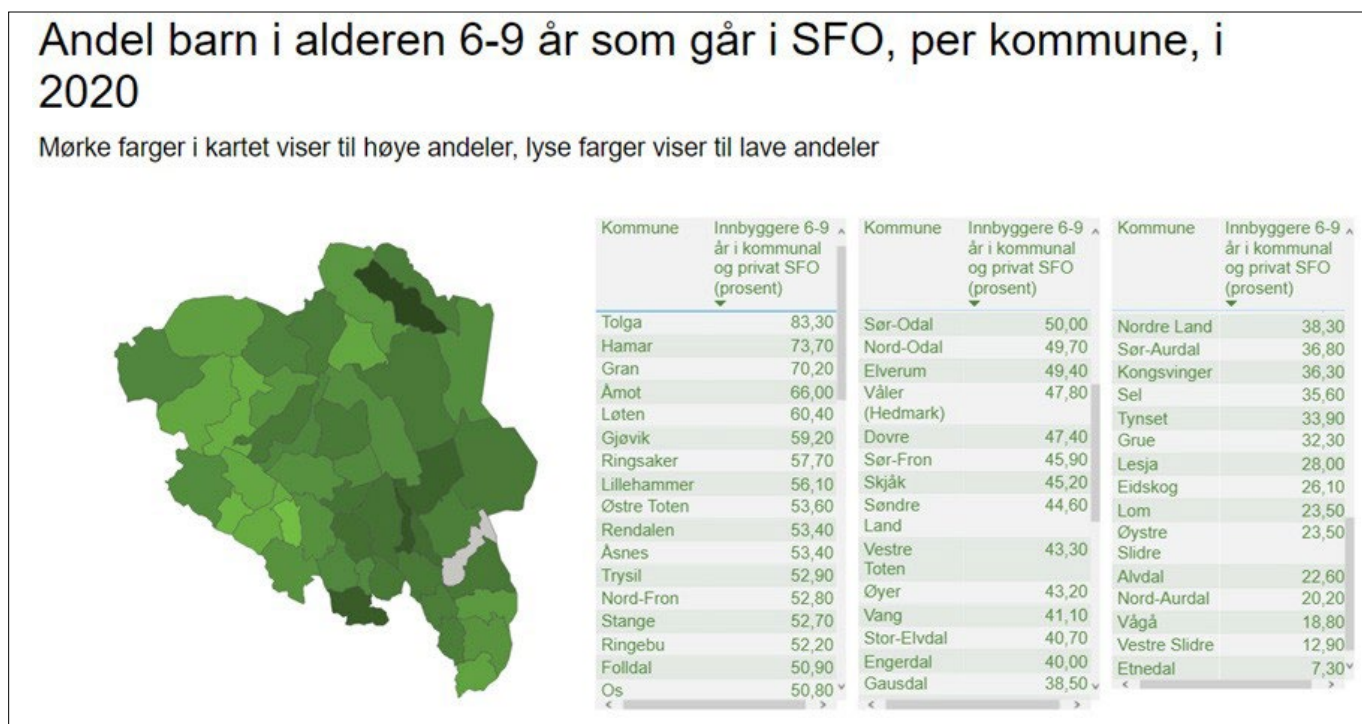 Andel barn i alderen 6-9 år som går i SFO, per kommune, i
2020
Mørke farger i kartet viser til høye andeler, lyse farger viser til lave andeler
Kommune Innbyggere 6-9
år i kommunal
og privat SFO
(prosent)
Tolga 83,30
Hamar 73,70
Gran 70,20
Åmot 66,00
Løten 60,40
Gjøvik 59,20
Ringsaker 57,70
Lillehammer 56,10
Østre Toten 53,60
Rendalen 53,40
Åsnes 53,40
Trysil 52,90
Nord-Fron 52,80
Stange 52,70
Ringebu 52,20
Folldal 50,90
Os 50,80
Kommune Innbyggere 6-9
år i kommunal
og privat SFO
(prosent)
Sør-Odal 50,00
Nord-Odal 49,70
Elverum 49,40
Våler 47,80
(Hedmark)
Dovre 47,40
Sør-Fron 45,90
Skjåk 45,20
Søndre 44,60
Land
Vestre 43,30
Toten
Øyer 43,20
Vang 41,10
Stor-Elvdal 40,70
Engerdal 40,00
Gausdal 38,50
Kommune Innbyggere 6-9
år i kommunal
og privat SFO
(prosent)
Nordre Land 38,30
Sør-Aurdal 36,80
Kongsvinger 36,30
Sel 35,60
Tynset 33,90
Grue 32,30
Lesja 28,00
Eidskog 26,10
Lom 23,50
Øystre 23,50
Slidre
Alvdal 22,60
Nord-Aurdal 20,20
Vågå 18,80
Vestre Slidre 12,90
Etnedal 7,30